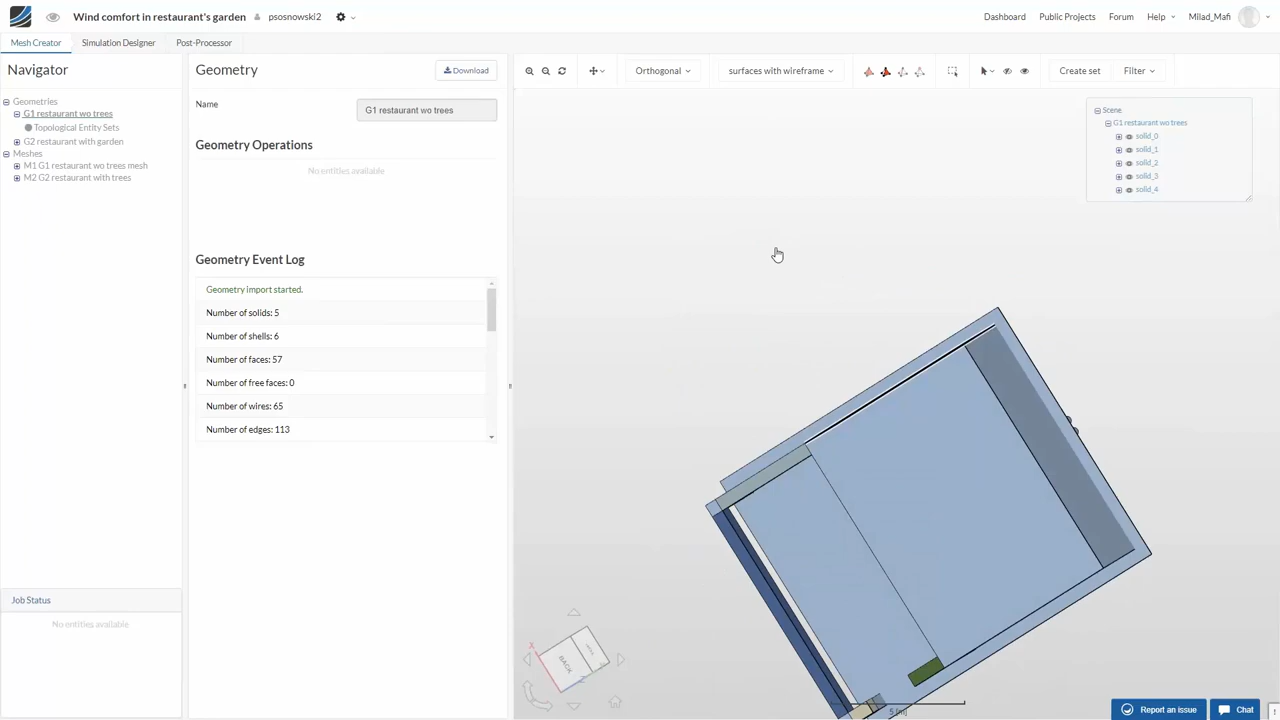 Wind comfort in restaurant's garden psosnowski2
Dashboard Public Projects Forum Help Milad_Mafi
Mesh Creator Simulation Designer Post-Processor
Navigator
Geometries
G1 restaurant wo trees
Topological Entity Sets
G2 restaurant with garden
Meshes
M1 G1 restaurant wo trees mesh
M2 G2 restaurant with trees
Job Status
No entities available
Geometry
Download
Name
G1 restaurant wo trees
Geometry Operations
No entities available
Geometry Event Log
Geometry import started.
Number of solids: 5
Number of shells: 6
Number of faces: 57
Number of free faces: 0
Number of wires: 65
Number of edges: 113
Orthogonal surfaces with wireframe Create set Filter
Scene
G1 restaurant wo trees
solid_0
solid_1
solid_2
solid_3
solid_4
BACK
5 [m]
Report an issue Chat